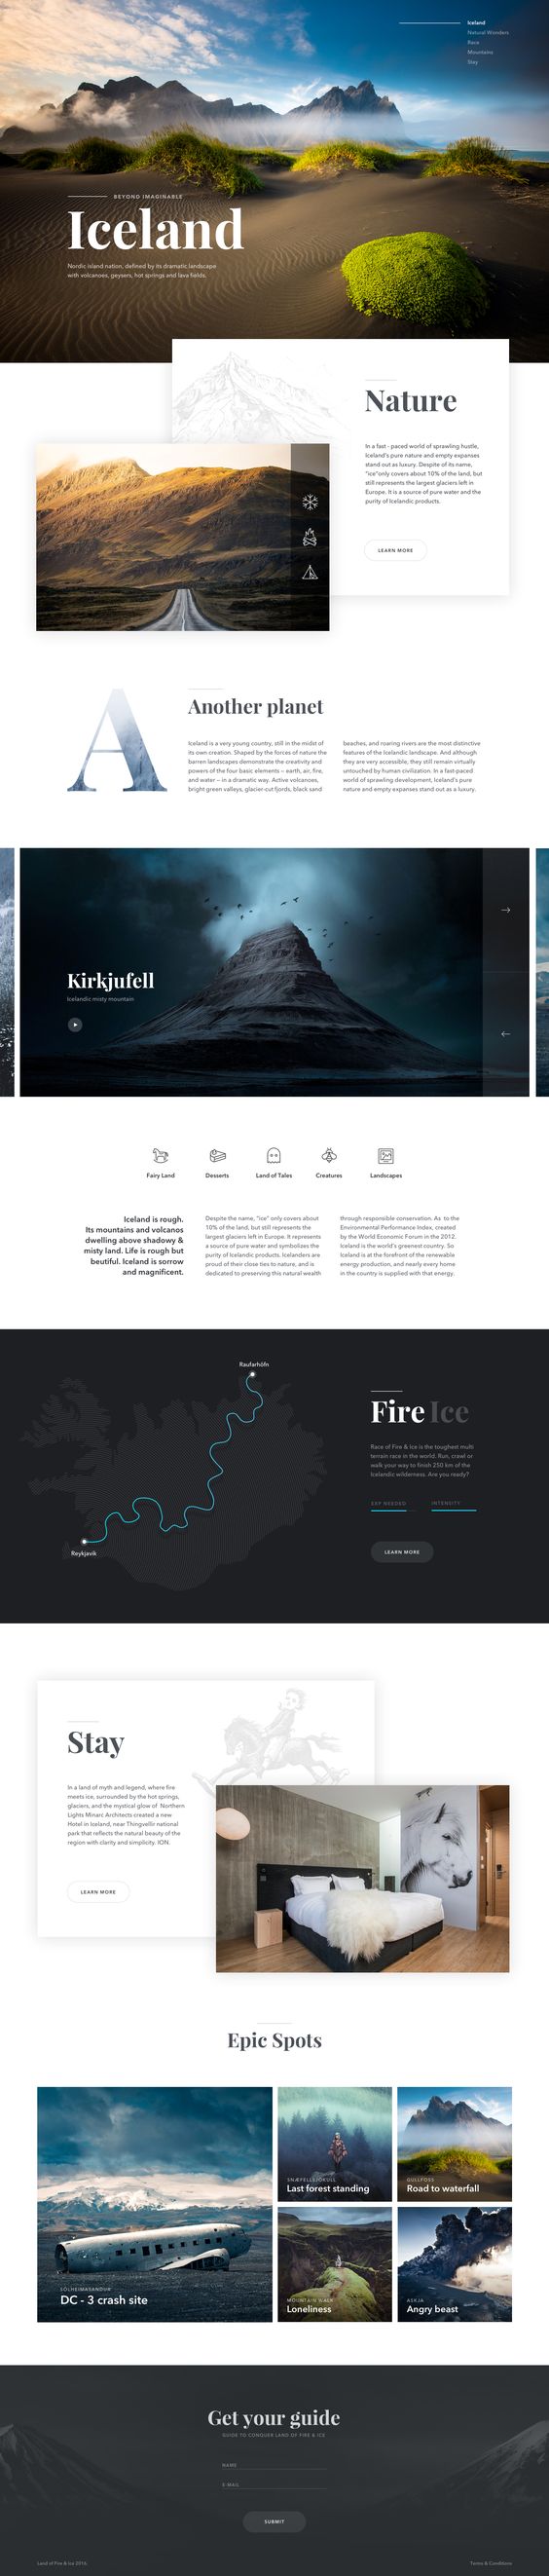 Iceland
Natural Wonders
Race
Mountains
Stay
BEYOND IMAGINABLE
Iceland
Nordic island nation, defined by its dramatic landscape
with volcanoes, geysers, hot springs and lava fields.
Nature
In a fast - paced world of sprawling hustle,
Iceland's pure nature and empty expanses
stand out as luxury. Despite of its name,
"ice"only covers about 10% of the land, but
still represents the largest glaciers left in
Europe. It is a source of pure water and the
purity of Icelandic products.
LEARN MORE
A
Another planet
Iceland is a very young country, still in the midst of
its own creation. Shaped by the forces of nature the
barren landscapes demonstrate the creativity and
powers of the four basic elements – earth, air, fire,
and water – in a dramatic way. Active volcanoes,
bright green valleys, glacier-cut fjords, black sand
beaches, and roaring rivers are the most distinctive
features of the Icelandic landscape. And although
they are very accessible, they still remain virtually
untouched by human civilization. In a fast-paced
world of sprawling development, Iceland's pure
nature and empty expanses stand out as a luxury.
Kirkjufell
Icelandic misty mountain
Fairy Land
Desserts
Land of Tales
Creatures
Landscapes
Iceland is rough.
Its mountains and volcanos
dwelling above shadowy &
misty land. Life is rough but
beutiful. Iceland is sorrow
and magnificent.
Despite the name, "ice" only covers about
10% of the land, but still represents the
largest glaciers left in Europe. It represents
a source of pure water and symbolizes the
purity of Icelandic products. Icelanders are
proud of their close ties to nature, and is
dedicated to preserving this natural wealth
through responsible conservation. As to the
Environmental Performance Index, created
by the World Economic Forum in the 2012.
Iceland is the world's greenest country. So
Iceland is at the forefront of the renewable
energy production, and nearly every home
in the country is supplied with that energy.
Raufarhöfn
Reykjavik
Fire Ice
Race of Fire & Ice is the toughest multi
terrain race in the world. Run, crawl or
walk your way to finish 250 km of the
Icelandic wilderness. Are you ready?
EXP NEEDED
INTENSITY
LEARN MORE
Stay
In a land of myth and legend, where fire
meets ice, surrounded by the hot springs,
glaciers, and the mystical glow of Northern
Lights Minarc Architects created a new
Hotel in Iceland, near Thingvellir national
park that reflects the natural beauty of the
region with clarity and simplicity. ION.
LEARN MORE
Epic Spots
SÓLHEIMASANDUR
DC - 3 crash site
SNÆFELLSJÖKULL
Last forest standing
GULLFOSS
Road to waterfall
MOUNTAIN WALK
Loneliness
ASKJA
Angry beast
Get your guide
GUIDE TO CONQUER LAND OF FIRE & ICE
NAME
E-MAIL
SUBMIT
Land of Fire & Ice 2016.
Terms & Conditions